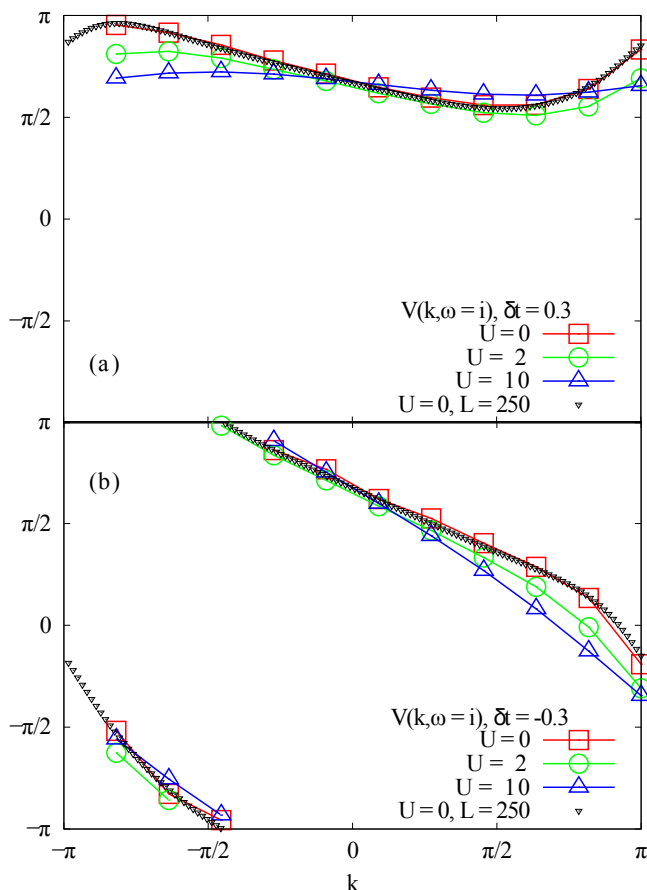 π
π/2
0
−π/2
V(k,ω = i), δt = 0.3
U = 0
U = 2
U = 10
U = 0, L = 250
(a)
π
(b)
π/2
0
−π/2
V(k,ω = i), δt = -0.3
U = 0
U = 2
U = 10
U = 0, L = 250
−π
−π −π/2 0 π/2 π
k